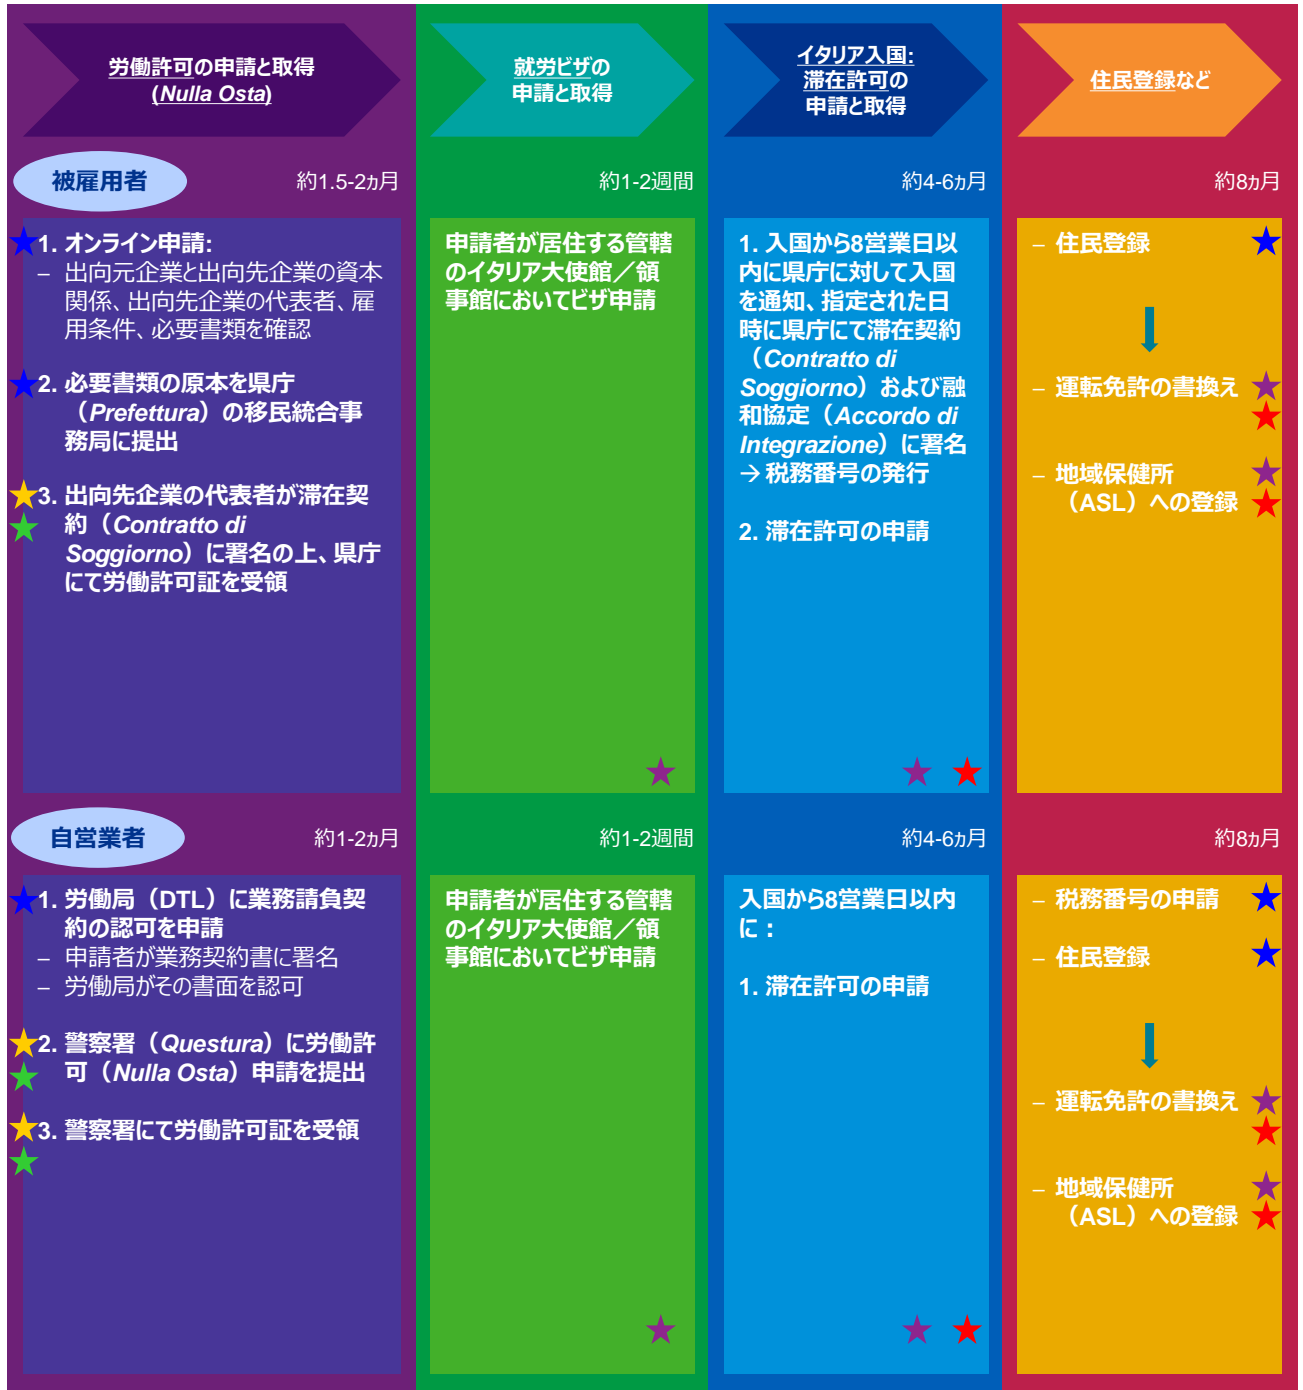 労働許可の申請と取得
(Nulla Osta)
就労ビザの
申請と取得
イタリア入国:
滞在許可の
申請と取得
住民登録など
被雇用者
約1.5-2ヵ月
約1-2週間
約4-6ヵ月
約8ヵ月
1. オンライン申請:
– 出向元企業と出向先企業の資本
関係、出向先企業の代表者、雇
用条件、必要書類を確認
2. 必要書類の原本を県庁
（Prefettura）の移民統合事
務局に提出
3. 出向先企業の代表者が滞在契
約（Contratto di
Soggiorno）に署名の上、県庁
にて労働許可証を受領
申請者が居住する管轄
のイタリア大使館／領
事館においてビザ申請
1. 入国から8営業日以
内に県庁に対して入国
を通知、指定された日
時に県庁にて滞在契約
（Contratto di
Soggiorno）および融
和協定（Accordo di
Integrazione）に署名
→ 税務番号の発行
2. 滞在許可の申請
– 住民登録
– 運転免許の書換え
– 地域保健所
（ASL）への登録
自営業者
約1-2ヵ月
約1-2週間
約4-6ヵ月
約8ヵ月
1. 労働局（DTL）に業務請負契
約の認可を申請
– 申請者が業務契約書に署名
– 労働局がその書面を認可
2. 警察署（Questura）に労働許
可（Nulla Osta）申請を提出
3. 警察署にて労働許可証を受領
申請者が居住する管轄
のイタリア大使館／領
事館においてビザ申請
入国から8営業日以内
に：
1. 滞在許可の申請
– 税務番号の申請
– 住民登録
– 運転免許の書換え
– 地域保健所
（ASL）への登録